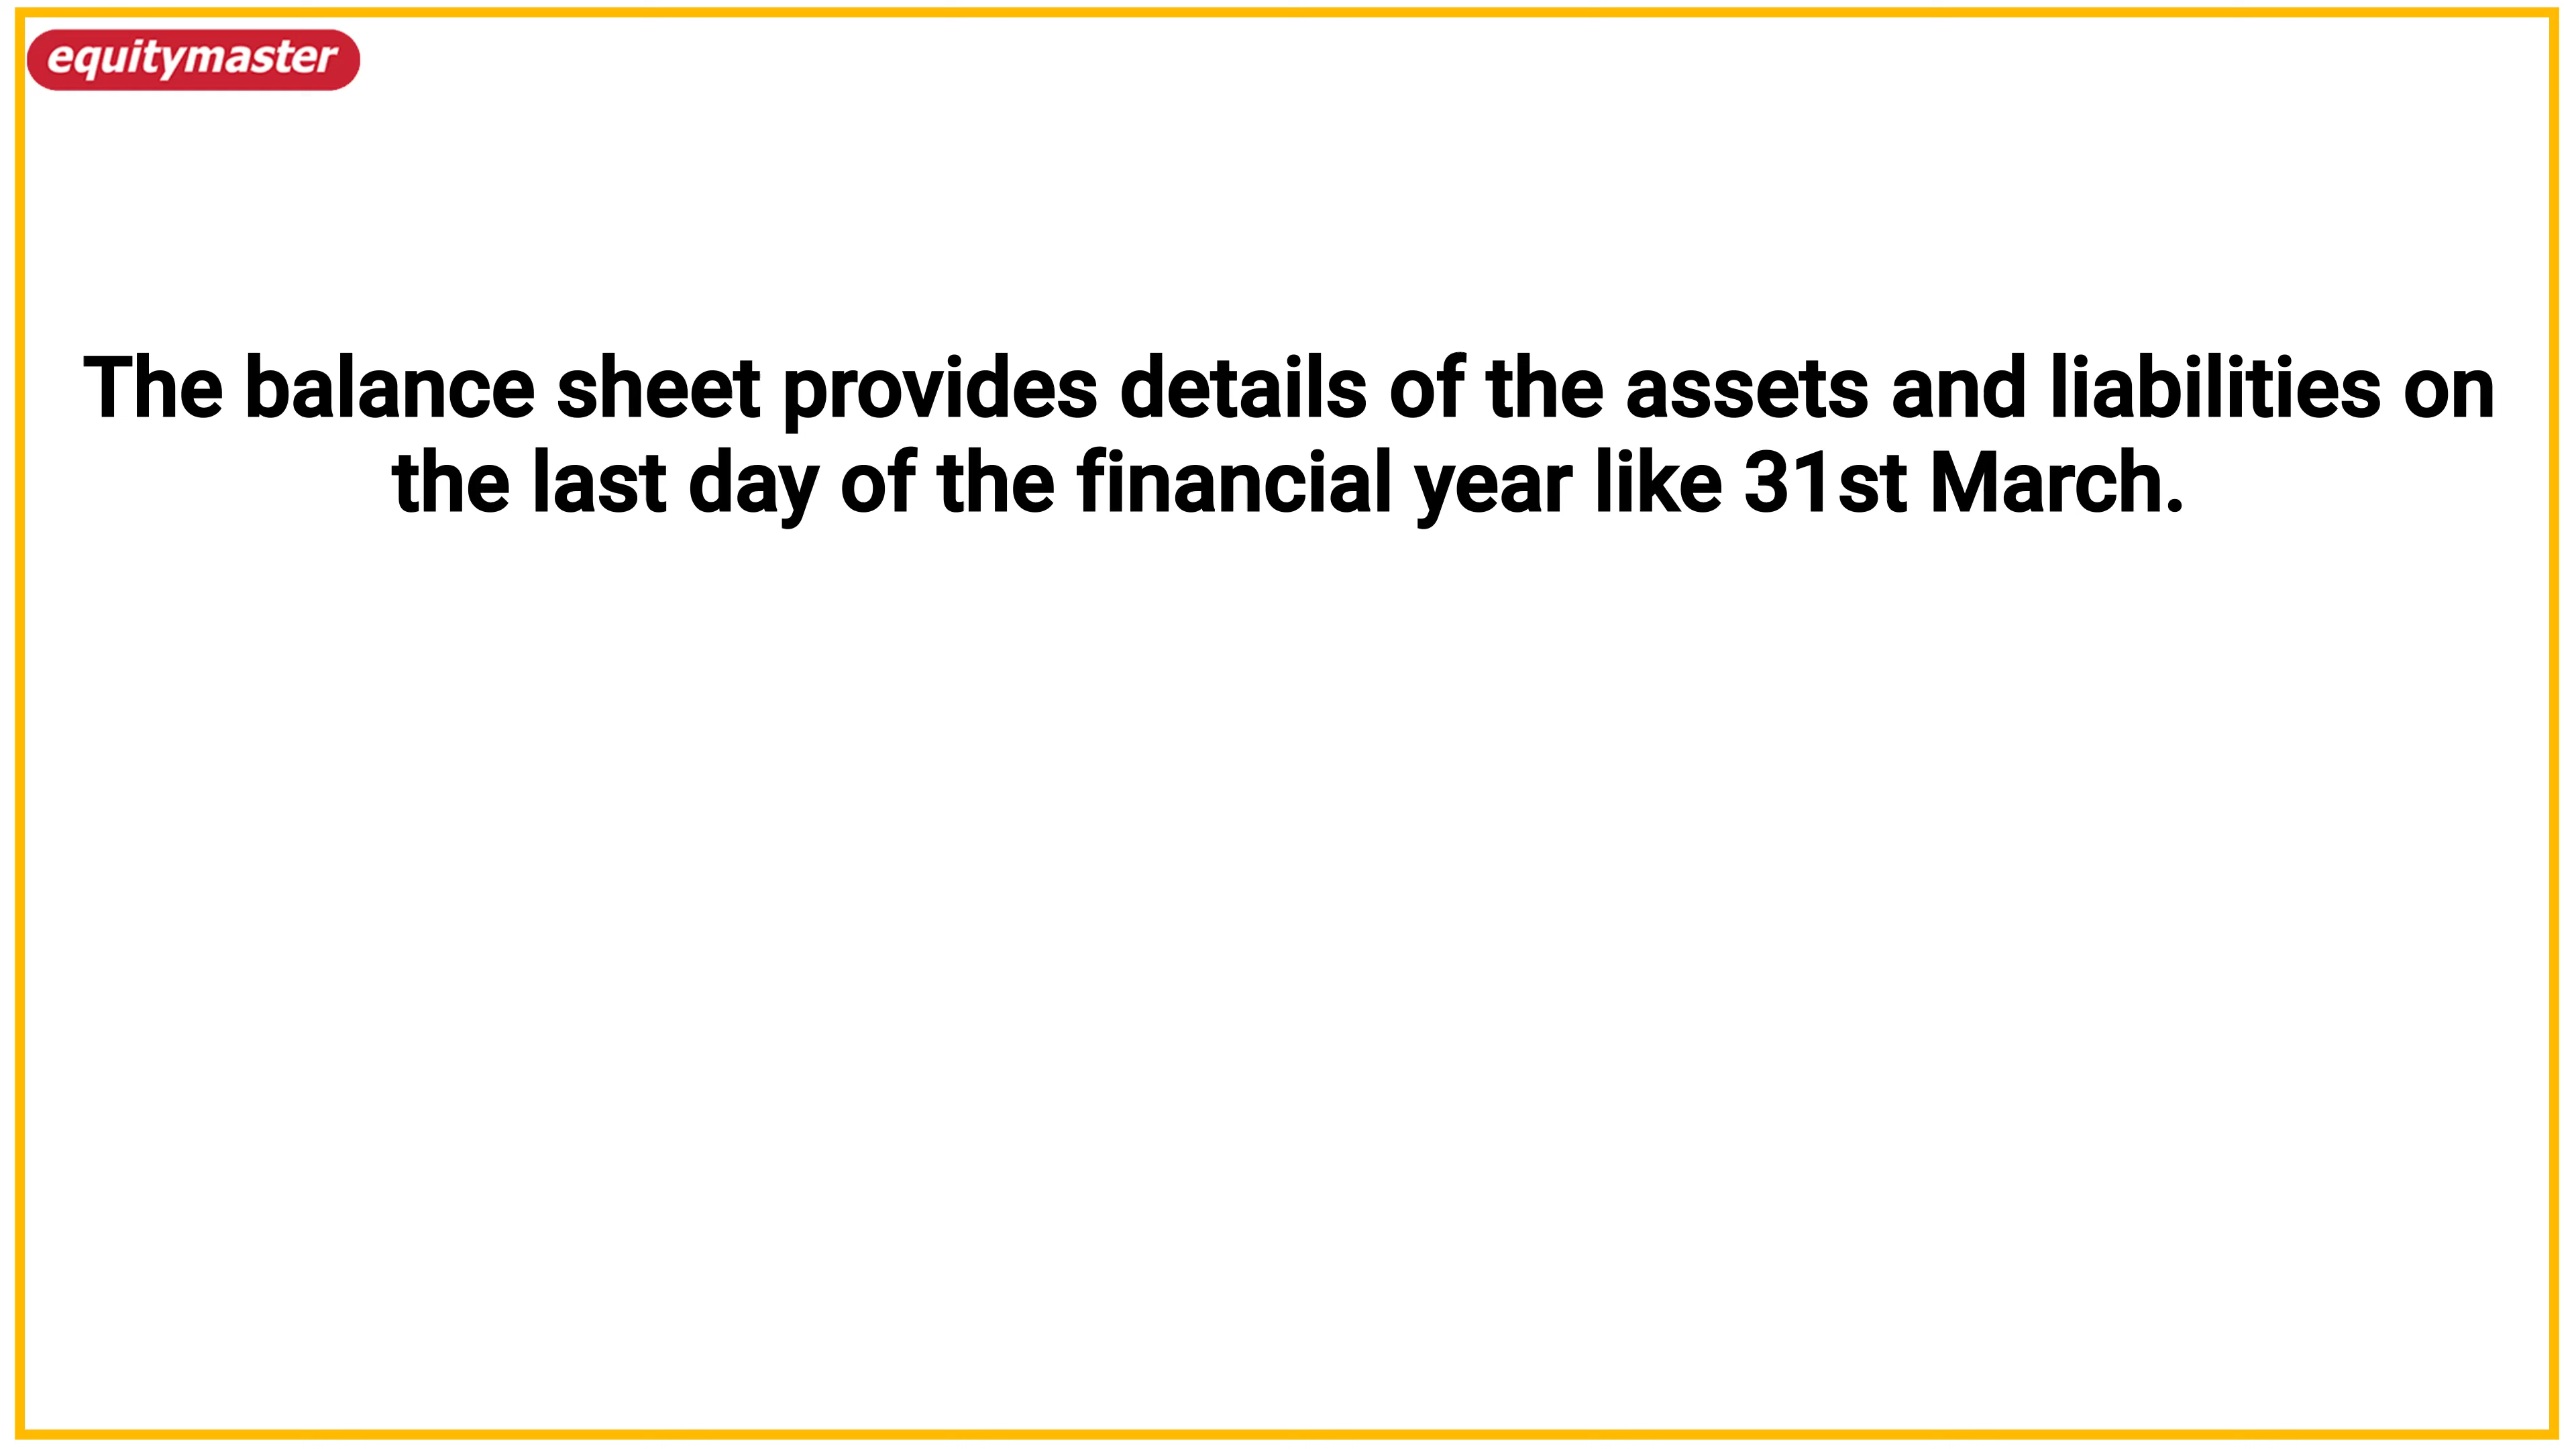 equitymaster
The balance sheet provides details of the assets and liabilities on
the last day of the financial year like 31st March.